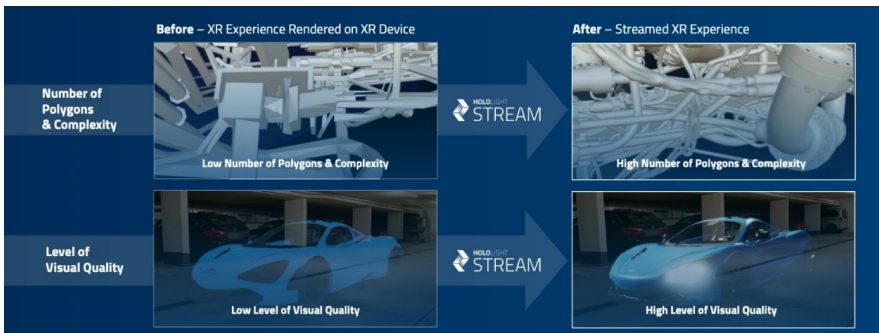 Before – XR Experience Rendered on XR Device
After – Streamed XR Experience
Number of
Polygons
& Complexity
Low Number of Polygons & Complexity
HOLOLIGHT
STREAM
High Number of Polygons & Complexity
Level of
Visual Quality
Low Level of Visual Quality
HOLOLIGHT
STREAM
High Level of Visual Quality